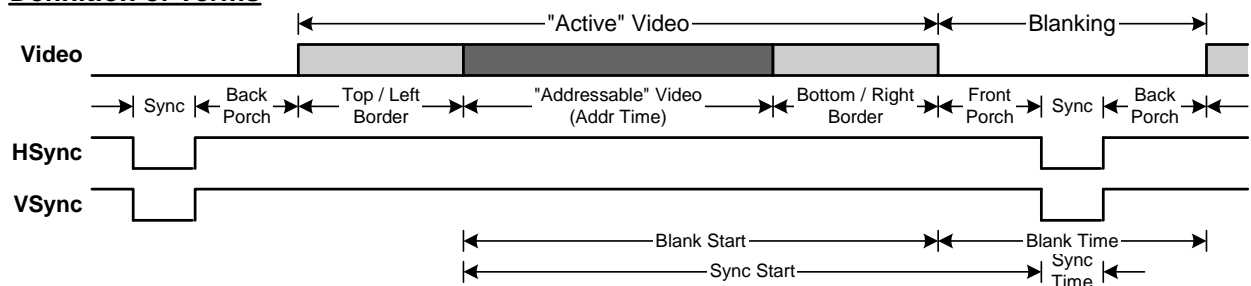 Definition of Terms
"Active" Video
Blanking
Video
Sync
Back
Porch
Top / Left
Border
"Addressable" Video
(Addr Time)
Bottom / Right
Border
Front
Porch
Sync
Back
Porch
HSync
VSync
Blank Start
Blank Time
Sync Start
Sync
Time